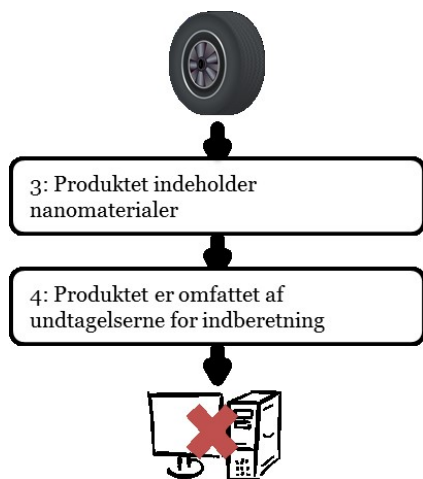 3: Produktet indeholder
nanomaterialer
4: Produktet er omfattet af
undtagelserne for indberetning